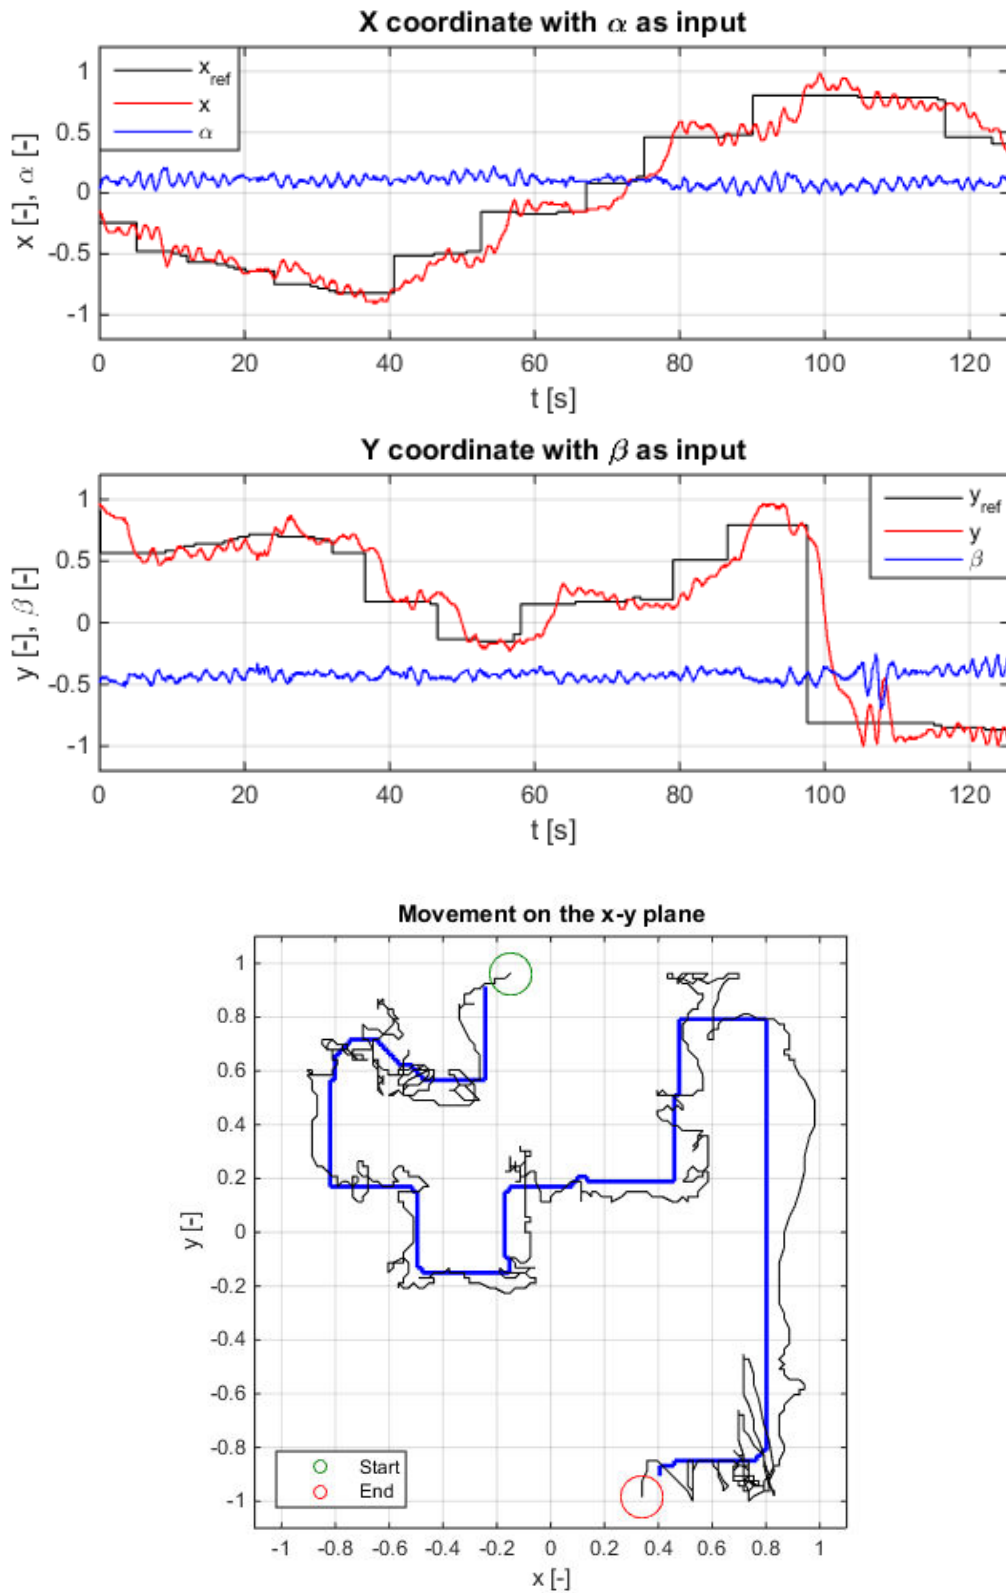 X coordinate with α as input
x_ref
x
α
1
0.5
0
-0.5
-1
x [-], α [-]
0 20 40 60 80 100 120
t [s]
Y coordinate with β as input
y_ref
y
β
1
0.5
0
-0.5
-1
y [-], β [-]
0 20 40 60 80 100 120
t [s]
Movement on the x-y plane
1
0.8
0.6
0.4
0.2
0
-0.2
-0.4
-0.6
-0.8
-1
y [-]
Start
End
-1 -0.8 -0.6 -0.4 -0.2 0 0.2 0.4 0.6 0.8 1
x [-]